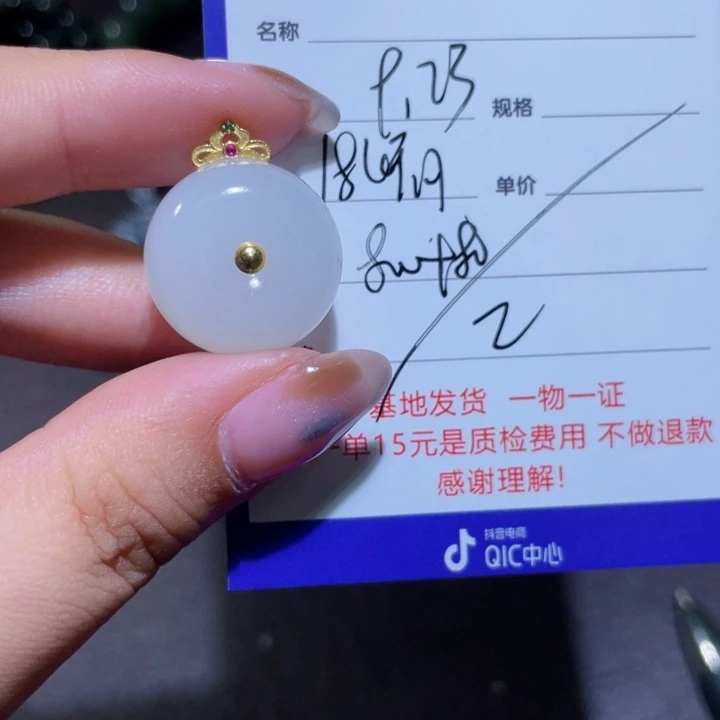 名称
规格
单价
Z
基地发货 一物一证
单15元是质检费用 不做退款
感谢理解!
抖音电商
QIC中心